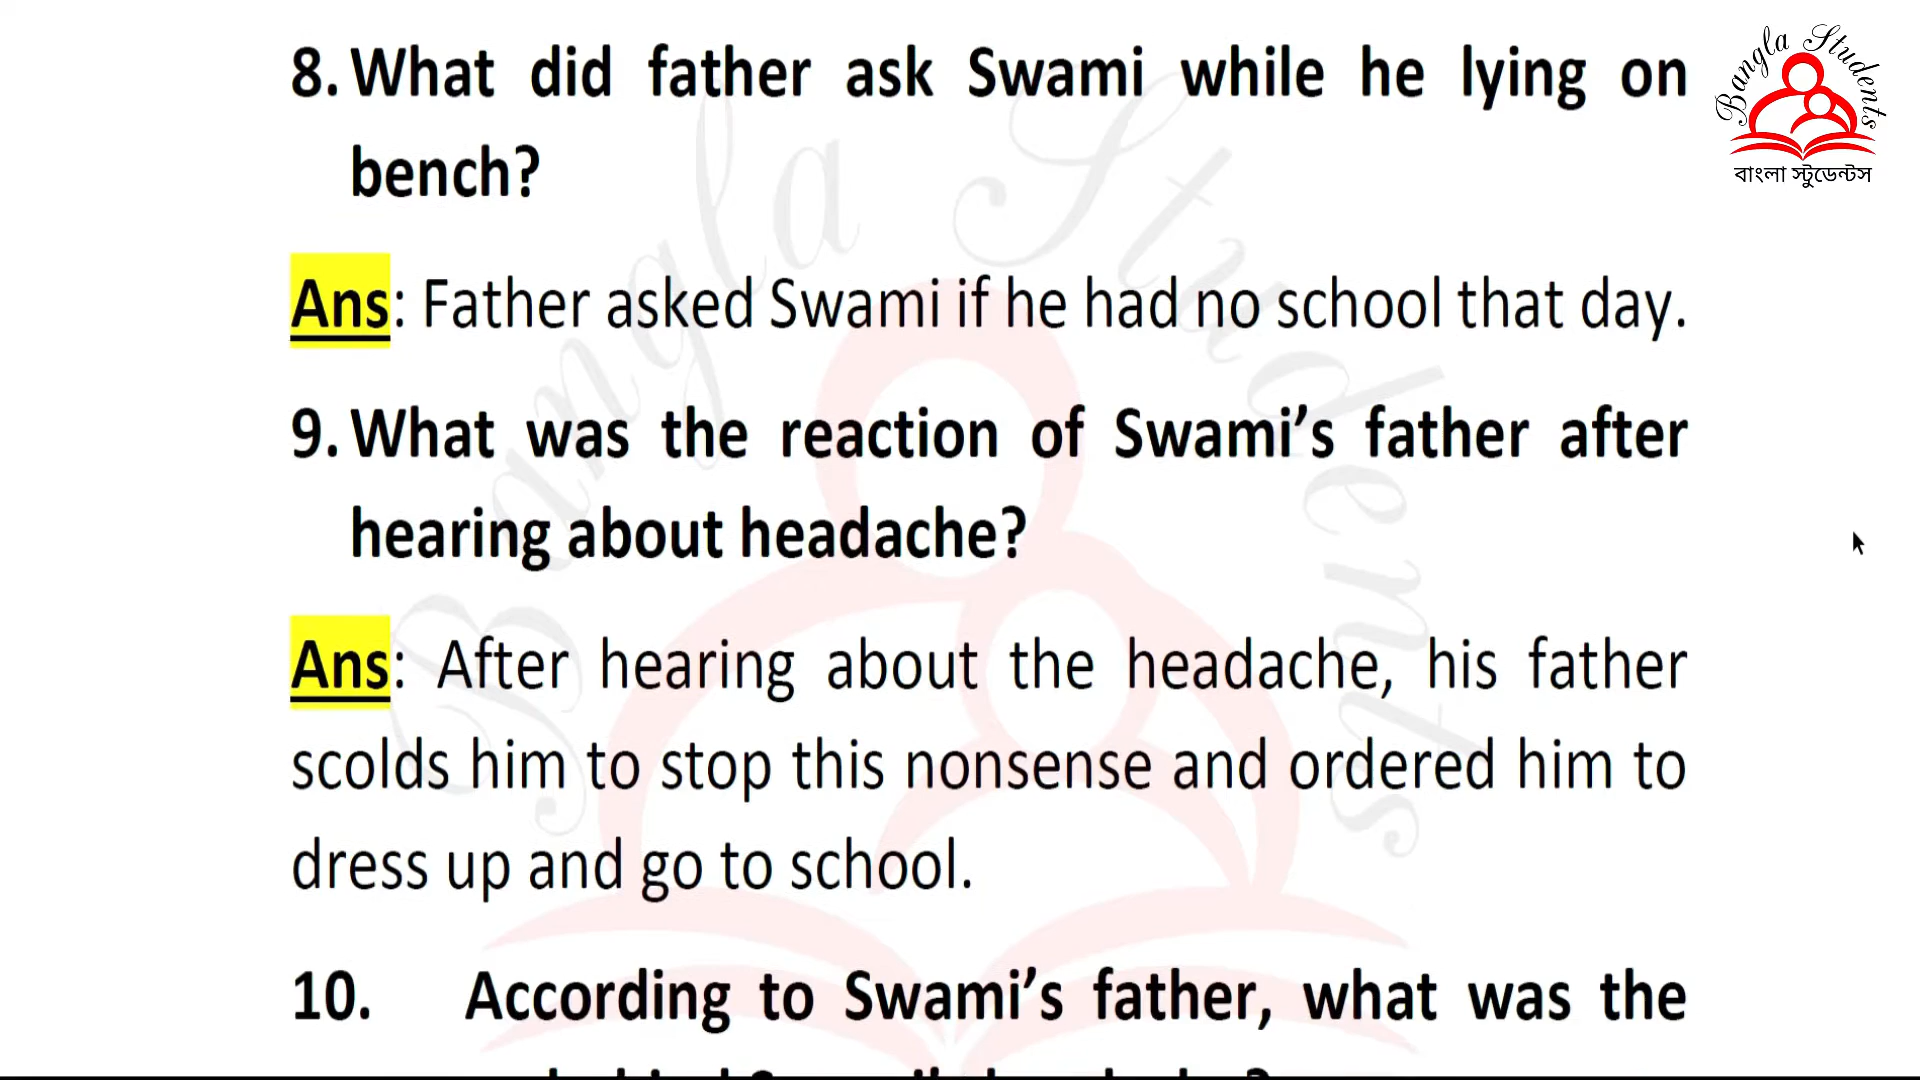 8. What did father ask Swami while he lying on
bench?
Ans: Father asked Swami if he had no school that day.
9. What was the reaction of Swami’s father after
hearing about headache?
Ans: After hearing about the headache, his father
scolds him to stop this nonsense and ordered him to
dress up and go to school.
10. According to Swami’s father, what was the
Bangla Students
বাংলা স্টুডেন্টস
Bangla Students